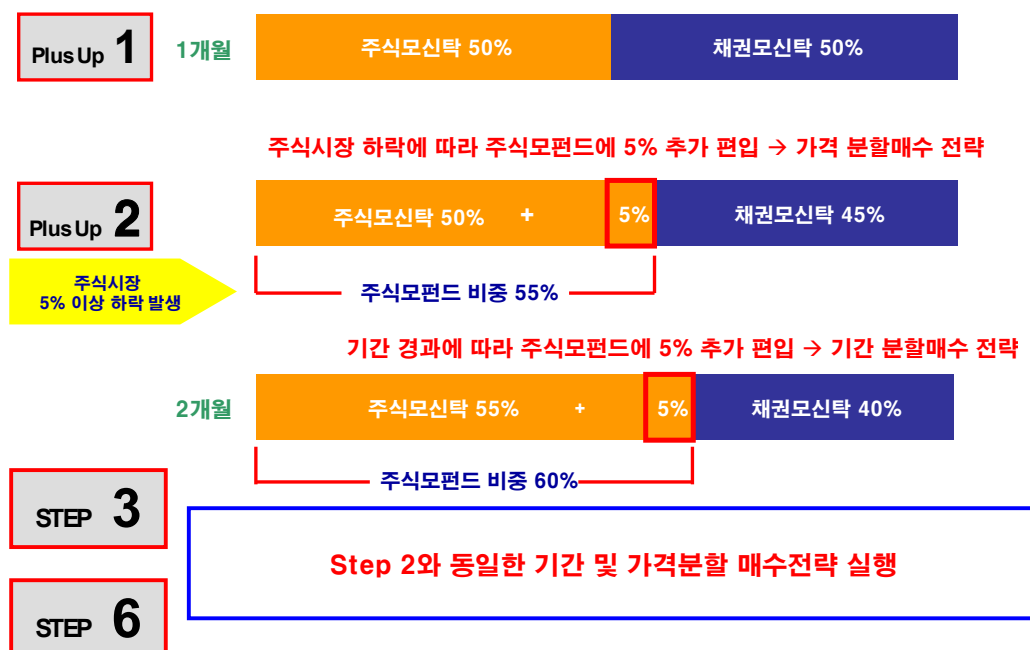 Plus Up 1
1개월
주식모신탁 50%
채권모신탁 50%
주식시장 하락에 따라 주식모펀드에 5% 추가 편입 → 가격 분할매수 전략
Plus Up 2
주식모신탁 50% + 5%
채권모신탁 45%
주식시장
5% 이상 하락 발생
주식모펀드 비중 55%
기간 경과에 따라 주식모펀드에 5% 추가 편입 → 기간 분할매수 전략
2개월
주식모신탁 55% + 5%
채권모신탁 40%
주식모펀드 비중 60%
STEP 3
Step 2와 동일한 기간 및 가격분할 매수전략 실행
STEP 6